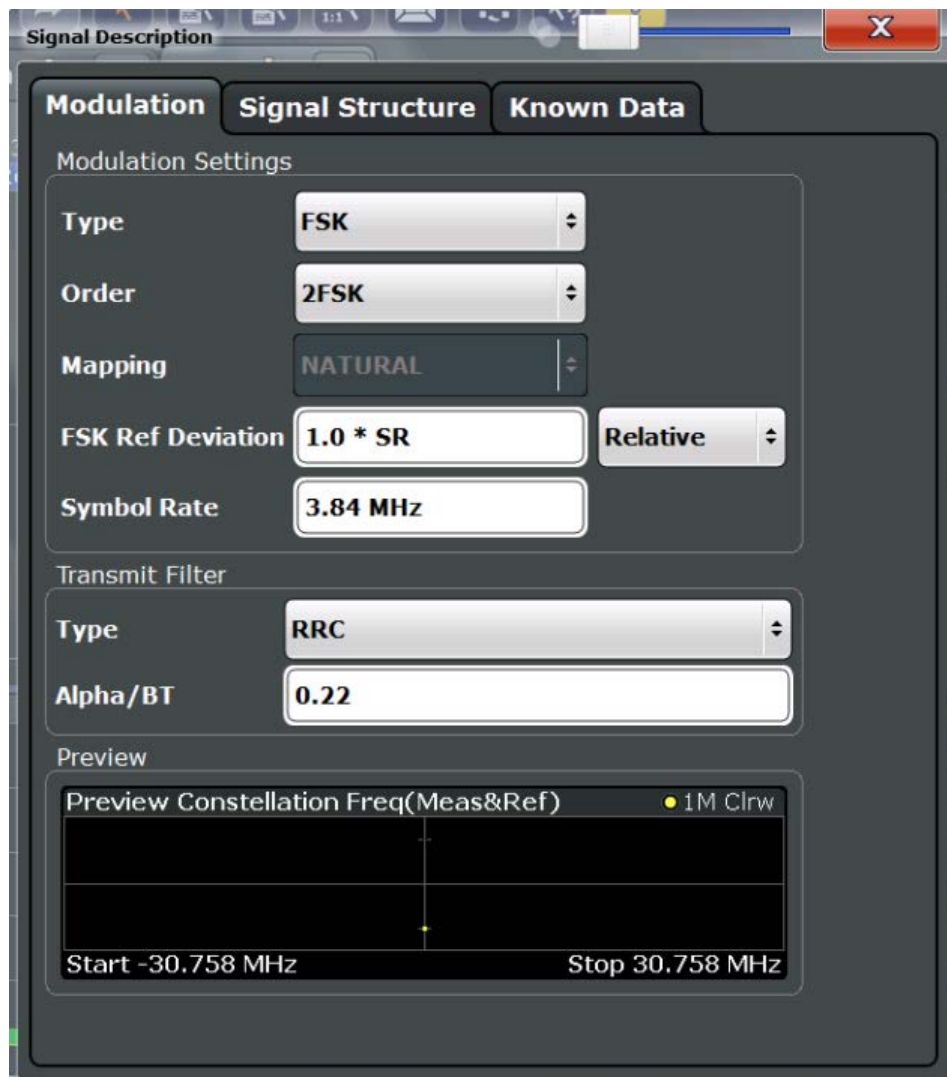 1:1
Signal Description
X
Modulation Signal Structure Known Data
Modulation Settings
Type FSK
Order 2FSK
Mapping NATURAL
FSK Ref Deviation 1.0 * SR Relative
Symbol Rate 3.84 MHz
Transmit Filter
Type RRC
Alpha/BT 0.22
Preview
Preview Constellation Freq(Meas&Ref) 1M Clrw
Start -30.758 MHz Stop 30.758 MHz